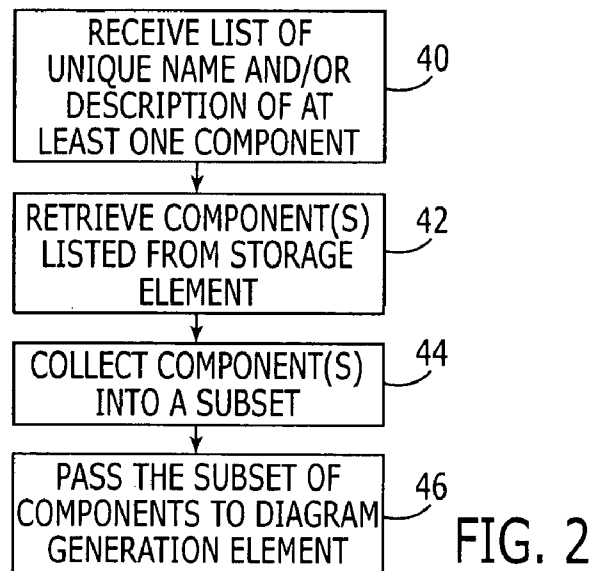 RECEIVE LIST OF
UNIQUE NAME AND/OR
DESCRIPTION OF AT
LEAST ONE COMPONENT
40
RETRIEVE COMPONENT(S)
LISTED FROM STORAGE
ELEMENT
42
COLLECT COMPONENT(S)
INTO A SUBSET
44
PASS THE SUBSET OF
COMPONENTS TO DIAGRAM
GENERATION ELEMENT
46
FIG. 2